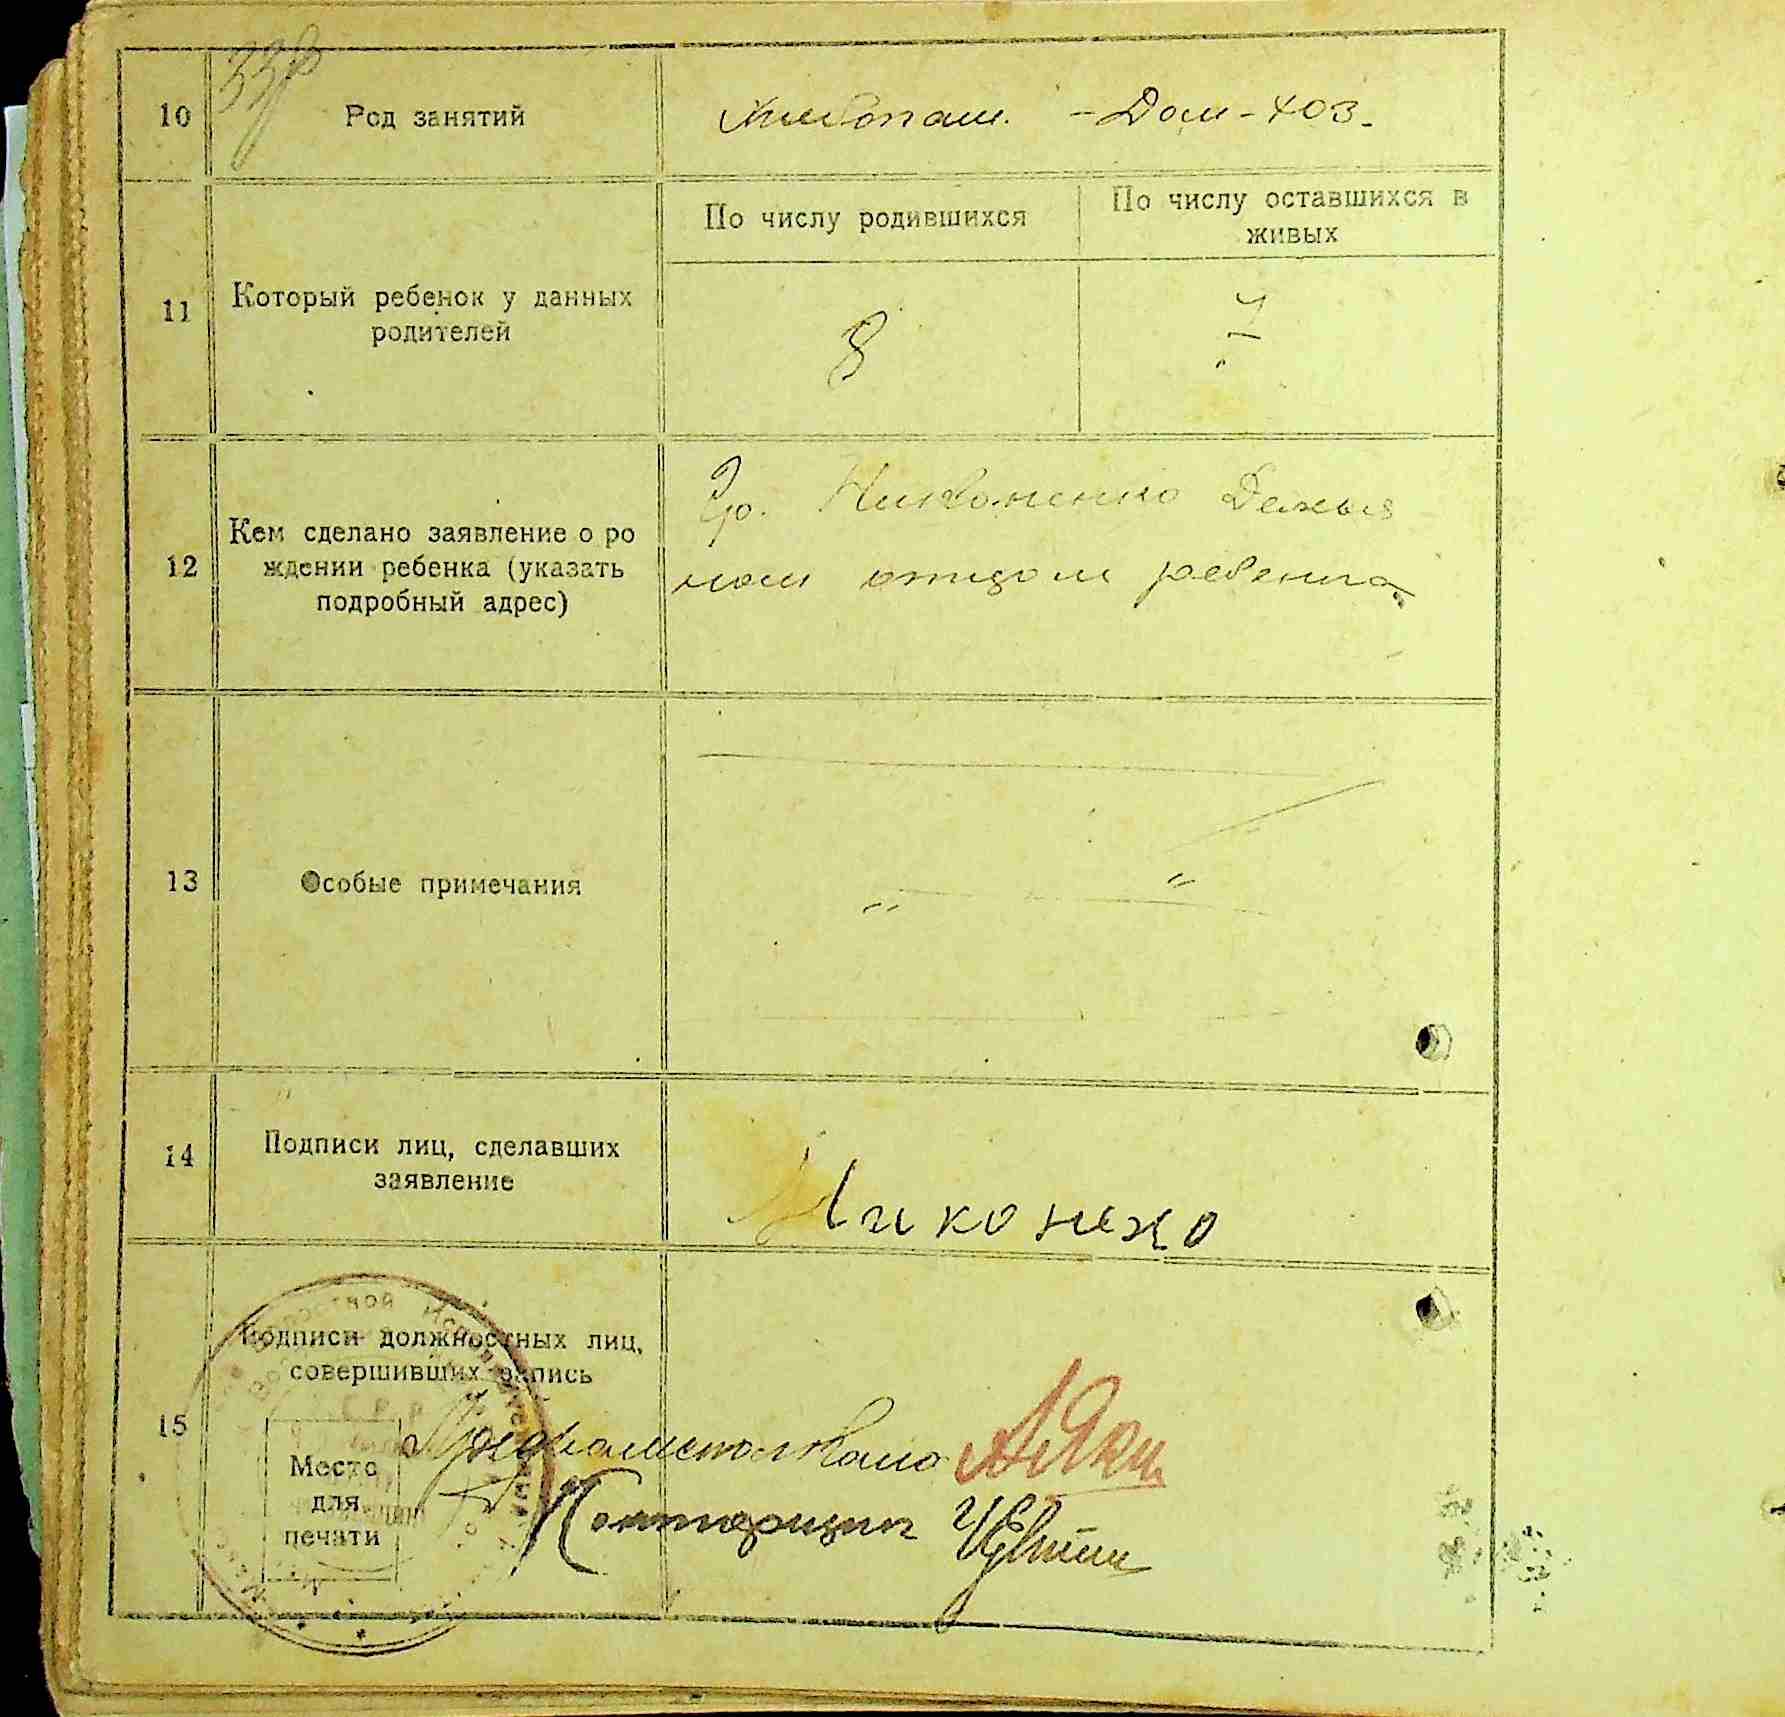 33
10
Род занятий
Хлебопаш. - Дом-хоз.
11
Который ребенок у данных
родителей
По числу родившихся
По числу оставшихся в
живых
8
7
12
Кем сделано заявление о ро
ждении ребенка (указать
подробный адрес)
Гр. Никоненко Демья
ном отцом ребенка
13
Особые примечания
" "
14
Подписи лиц, сделавших
заявление
Никонеко
15
Подписи должностных лиц,
совершивших запись
Место
для
печати